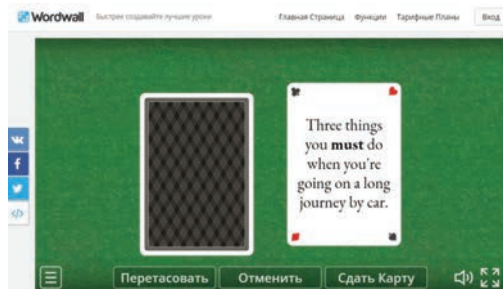 Wordwall Быстрее создавайте лучшие уроки Главная Страница Функции Тарифные Планы Вход
Three things
you must do
when you're
going on a long
journey by car.
Перетасовать Отменить Сдать Карту